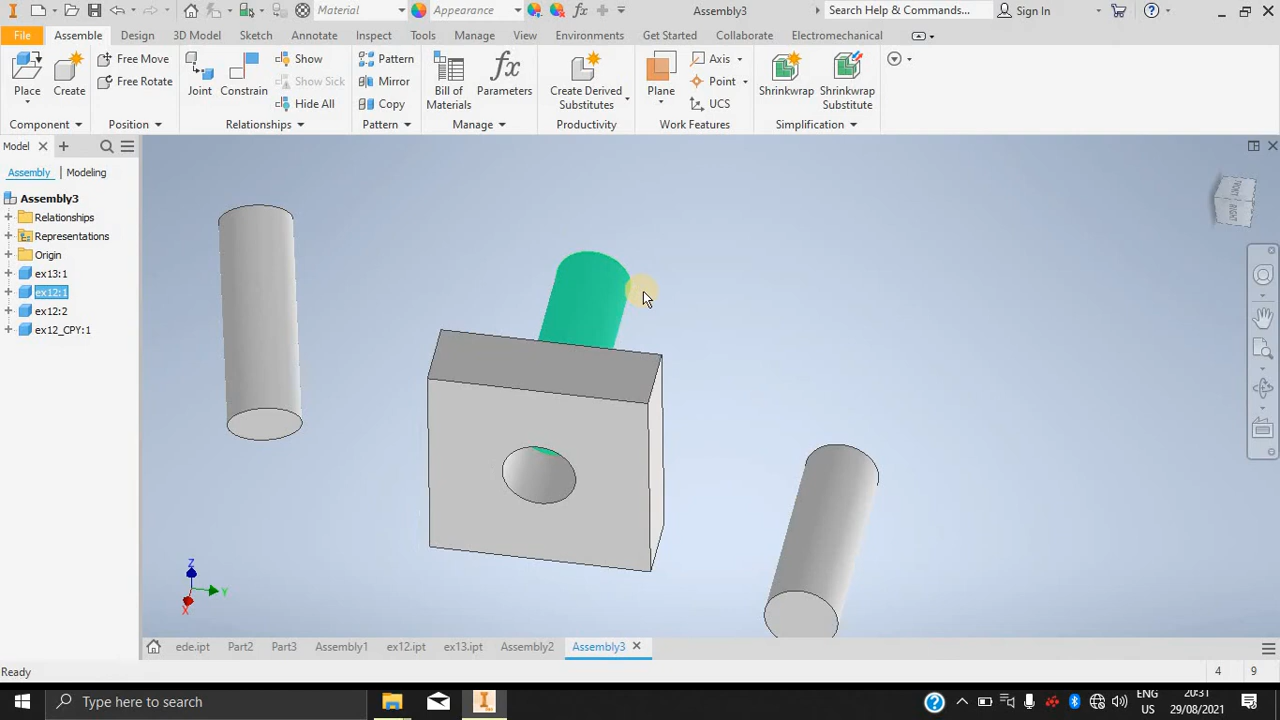 Material
Appearance
fx
Assembly3
Search Help & Commands...
Sign In
File
Assemble
Design
3D Model
Sketch
Annotate
Inspect
Tools
Manage
View
Environments
Get Started
Collaborate
Electromechanical
Free Move
Free Rotate
Show
Show Sick
Hide All
Pattern
Mirror
Copy
fx
Axis
Point
UCS
Place
Create
Joint
Constrain
Bill of Materials
Parameters
Create Derived Substitutes
Plane
Shrinkwrap
Shrinkwrap Substitute
Component
Position
Relationships
Pattern
Manage
Productivity
Work Features
Simplification
Model
Assembly
Modeling
Assembly3
Relationships
Representations
Origin
ex13:1
ex12:1
ex12:2
ex12_CPY:1
FRONT
RIGHT
Z
Y
X
ede.ipt
Part2
Part3
Assembly1
ex12.ipt
ex13.ipt
Assembly2
Assembly3
Ready
4
9
Type here to search
ENG
US
20:31
29/08/2021